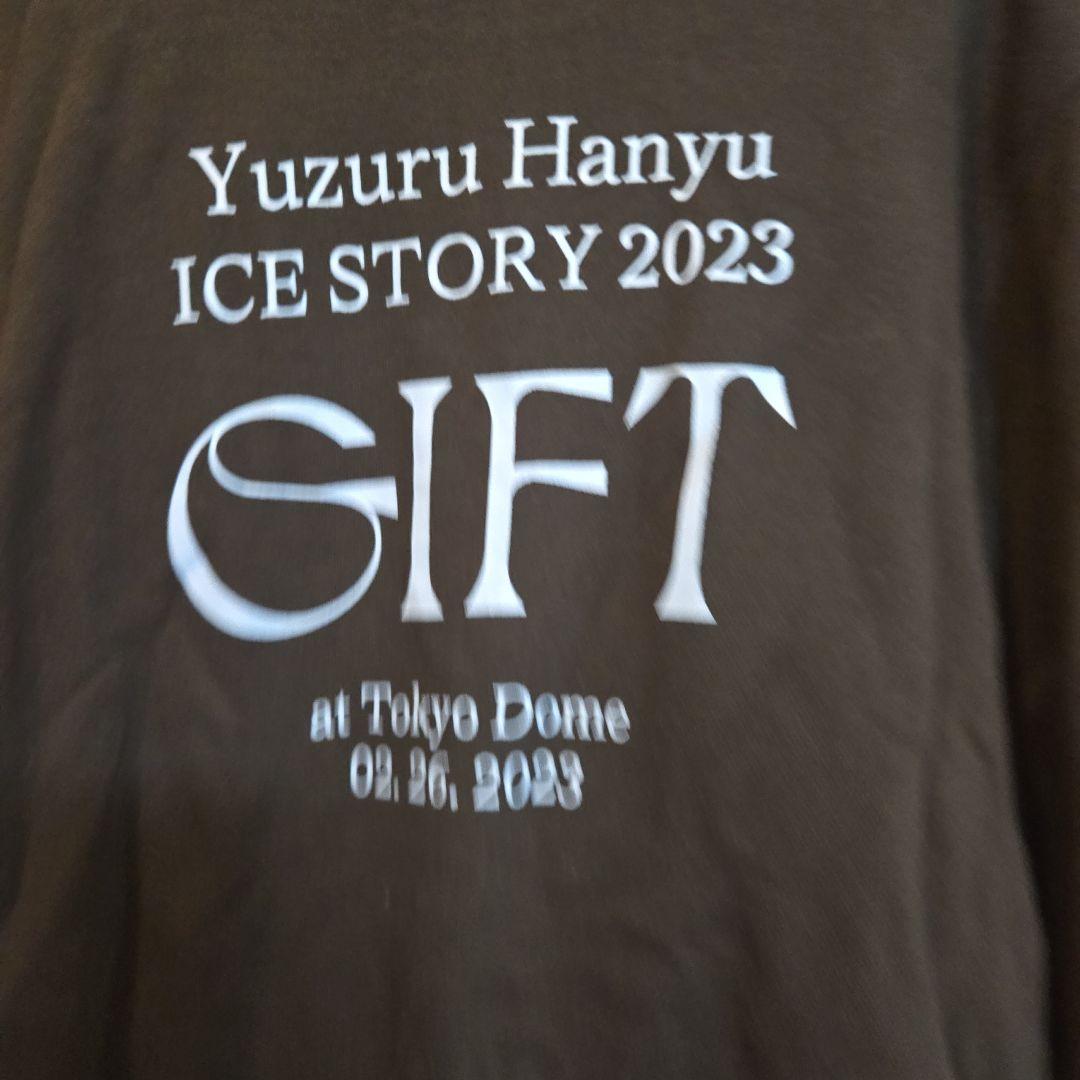 Yuzuru Hanyu
ICE STORY 2023
GIFT
at Tokyo Dome
02. 26. 2023